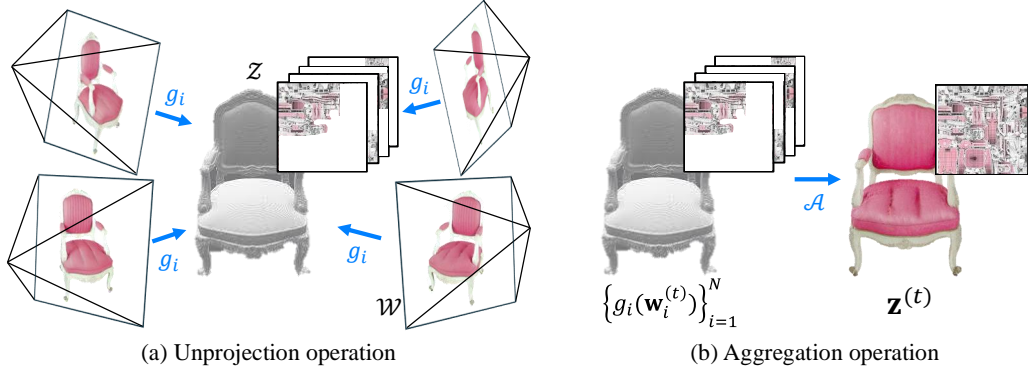 𝒵
g_i
g_i
g_i
g_i
𝒲
(a) Unprojection operation
𝒜
{g_i(𝐰_i^{(t)})}_{i=1}^N
𝐳^{(t)}
(b) Aggregation operation